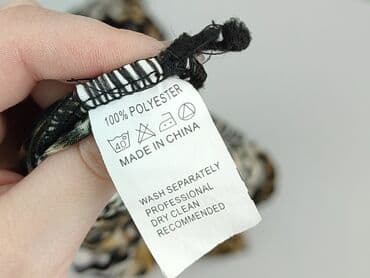 100% POLYESTER
40
MADE IN CHINA
WASH SEPARATELY
PROFESSIONAL
DRY CLEAN
RECOMMENDED